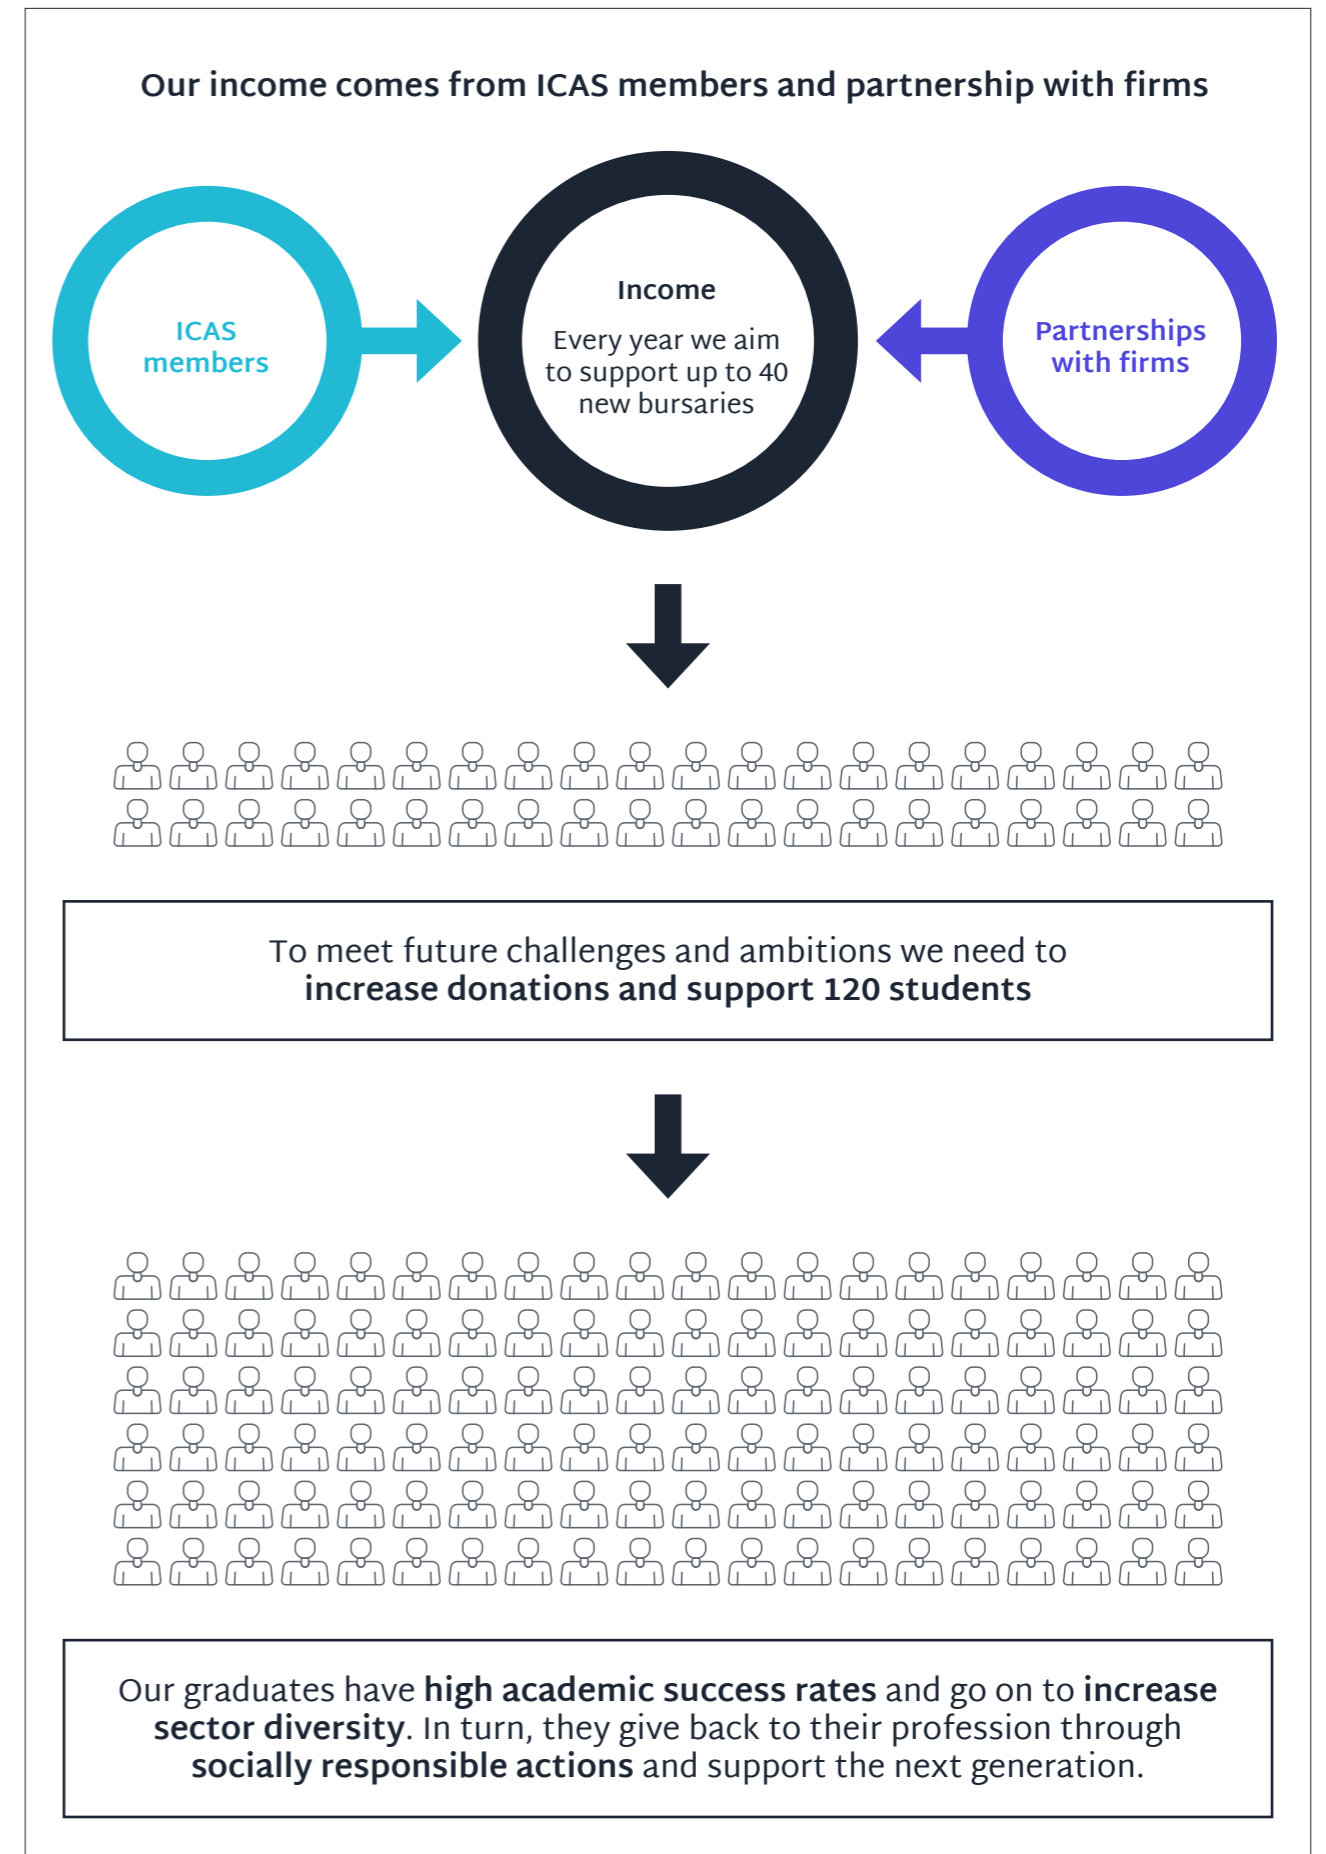 Our income comes from ICAS members and partnership with firms
ICAS
members
Income
Every year we aim
to support up to 40
new bursaries
Partnerships
with firms
To meet future challenges and ambitions we need to
increase donations and support 120 students
Our graduates have high academic success rates and go on to increase
sector diversity. In turn, they give back to their profession through
socially responsible actions and support the next generation.